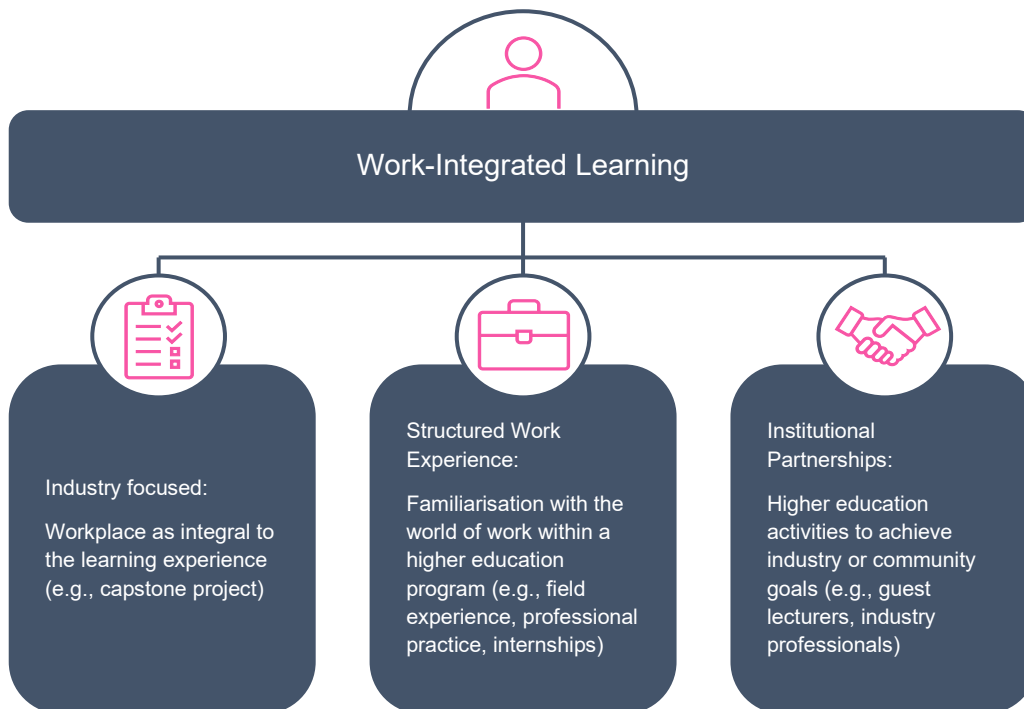 Work-Integrated Learning
Industry focused:
Workplace as integral to
the learning experience
(e.g., capstone project)
Structured Work
Experience:
Familiarisation with the
world of work within a
higher education
program (e.g., field
experience, professional
practice, internships)
Institutional
Partnerships:
Higher education
activities to achieve
industry or community
goals (e.g., guest
lecturers, industry
professionals)